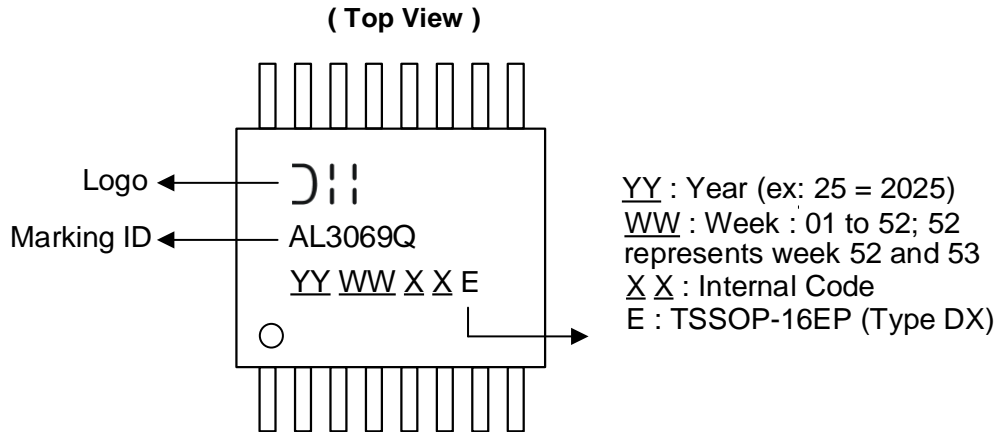 ( Top View )
Logo
Marking ID
AL3069Q
YY WW X X E
YY : Year (ex: 25 = 2025)
WW : Week : 01 to 52; 52
represents week 52 and 53
X X : Internal Code
E : TSSOP-16EP (Type DX)